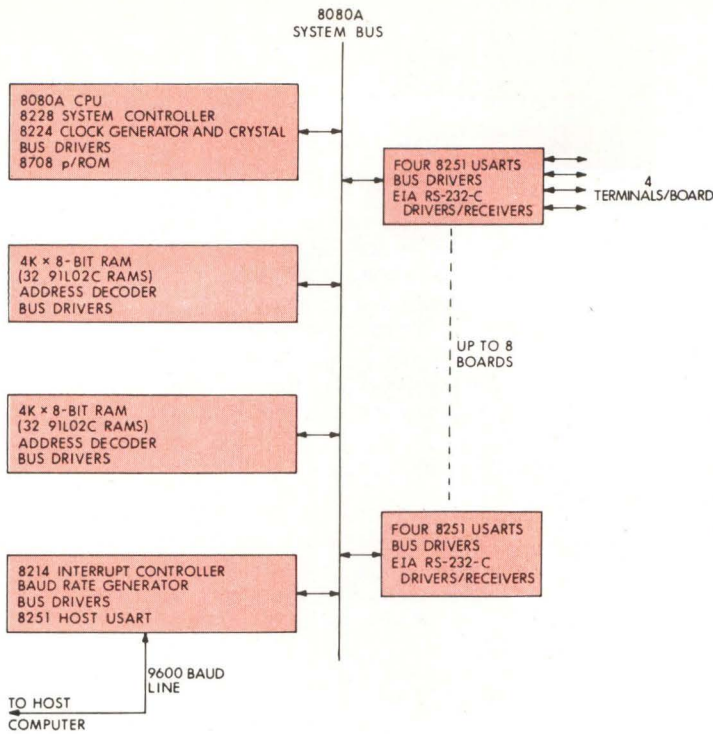 8080A
SYSTEM BUS
8080A CPU
8228 SYSTEM CONTROLLER
8224 CLOCK GENERATOR AND CRYSTAL
BUS DRIVERS
8708 p/ROM
FOUR 8251 USARTS
BUS DRIVERS
EIA RS-232-C
DRIVERS/RECEIVERS
4
TERMINALS/BOARD
4K × 8-BIT RAM
(32 91L02C RAMS)
ADDRESS DECODER
BUS DRIVERS
UP TO 8
BOARDS
4K × 8-BIT RAM
(32 91L02C RAMS)
ADDRESS DECODER
BUS DRIVERS
FOUR 8251 USARTS
BUS DRIVERS
EIA RS-232-C
DRIVERS/RECEIVERS
8214 INTERRUPT CONTROLLER
BAUD RATE GENERATOR
BUS DRIVERS
8251 HOST USART
9600 BAUD
LINE
TO HOST
COMPUTER